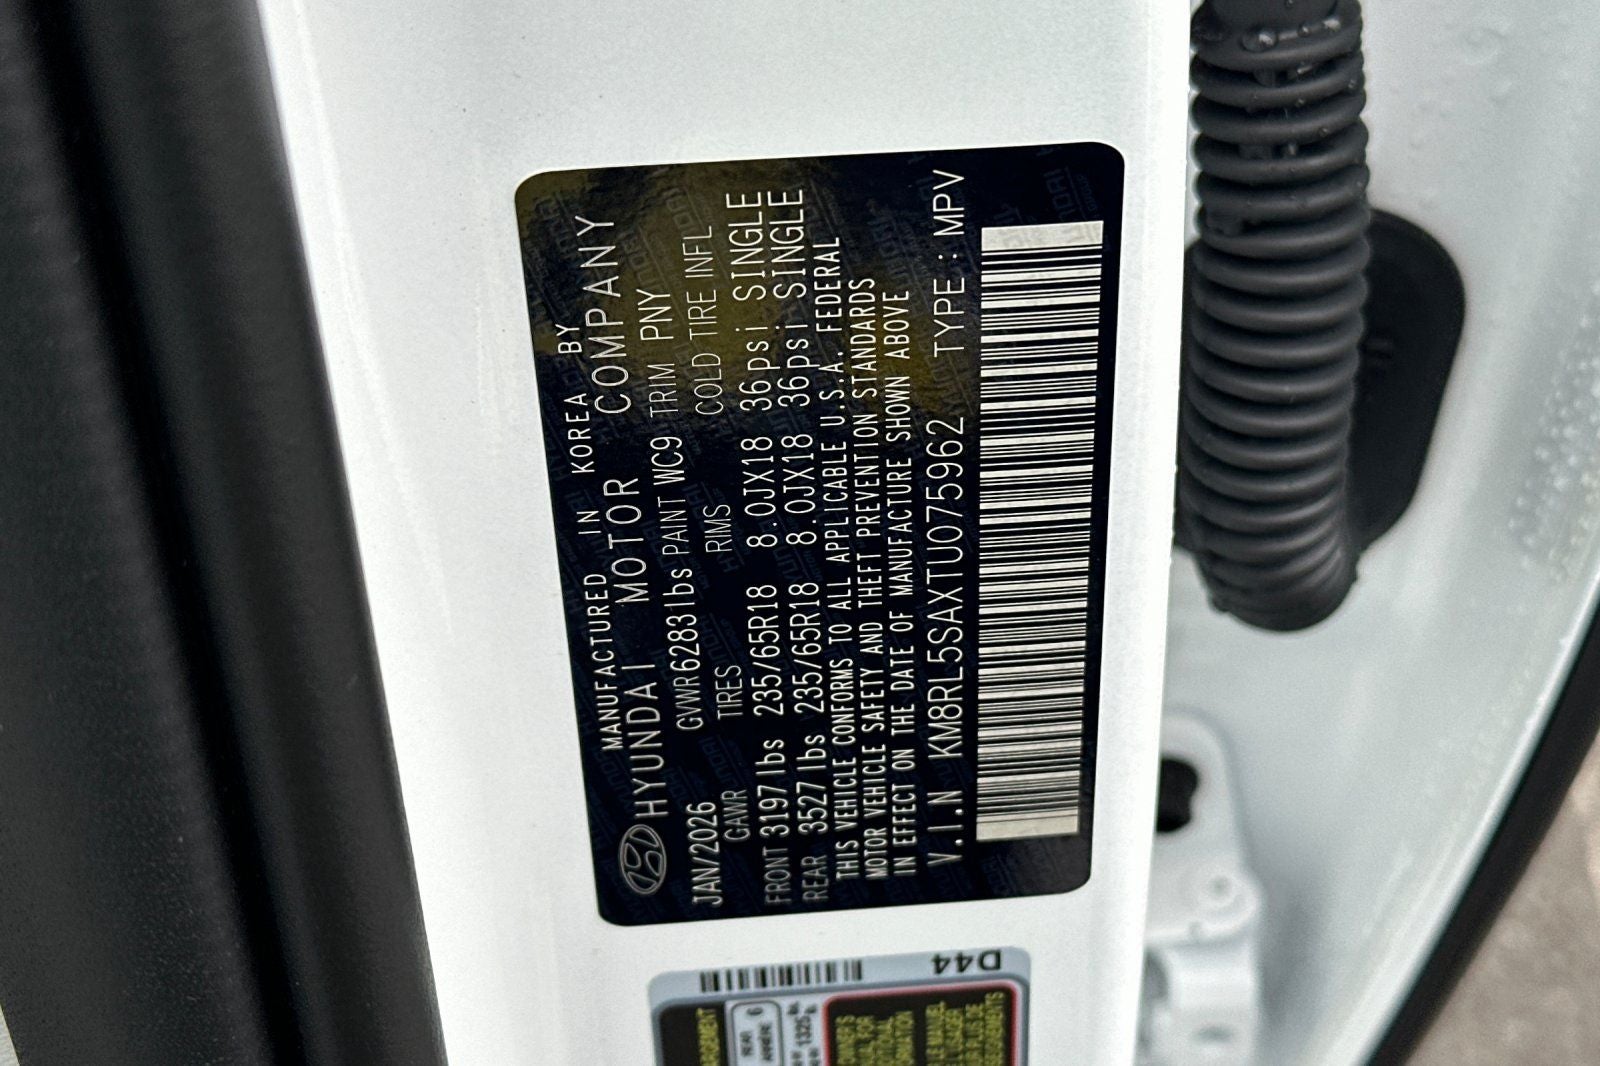 MANUFACTURED IN KOREA BY
HYUNDAI MOTOR COMPANY
JAN/2026 GVWR 6283lbs PAINT WC9 TRIM PNY
GAWR TIRES RIMS COLD TIRE INFL
FRONT 3197lbs 235/65R18 8.0JX18 36psi SINGLE
REAR 3527lbs 235/65R18 8.0JX18 36psi SINGLE
THIS VEHICLE CONFORMS TO ALL APPLICABLE U.S.A. FEDERAL
MOTOR VEHICLE SAFETY AND THEFT PREVENTION STANDARDS
IN EFFECT ON THE DATE OF MANUFACTURE SHOWN ABOVE
V.I.N KM8RL5SAXTU075962 TYPE : MPV
D44
REAR
ARRIÈRE 6